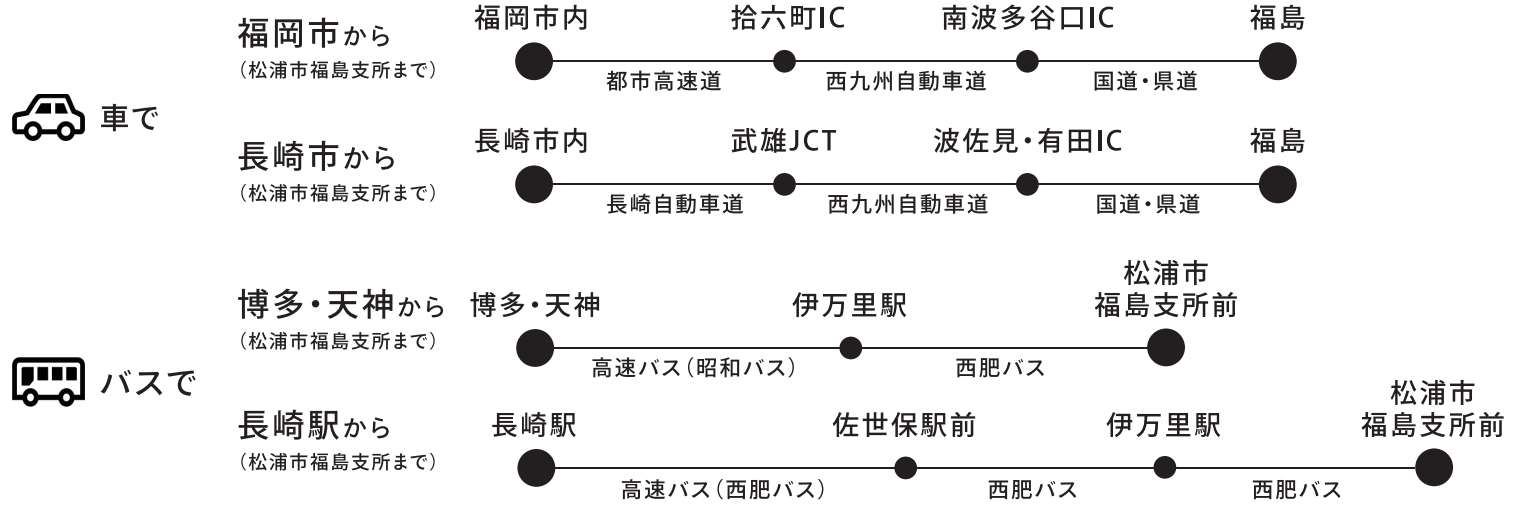 車で
福岡市から
（松浦市福島支所まで）
福岡市内
拾六町IC
南波多谷口IC
福島
都市高速道
西九州自動車道
国道・県道
長崎市から
（松浦市福島支所まで）
長崎市内
武雄JCT
波佐見・有田IC
福島
長崎自動車道
西九州自動車道
国道・県道
バスで
博多・天神から
（松浦市福島支所まで）
博多・天神
伊万里駅
松浦市
福島支所前
高速バス（昭和バス）
西肥バス
長崎駅から
（松浦市福島支所まで）
長崎駅
佐世保駅前
伊万里駅
松浦市
福島支所前
高速バス（西肥バス）
西肥バス
西肥バス